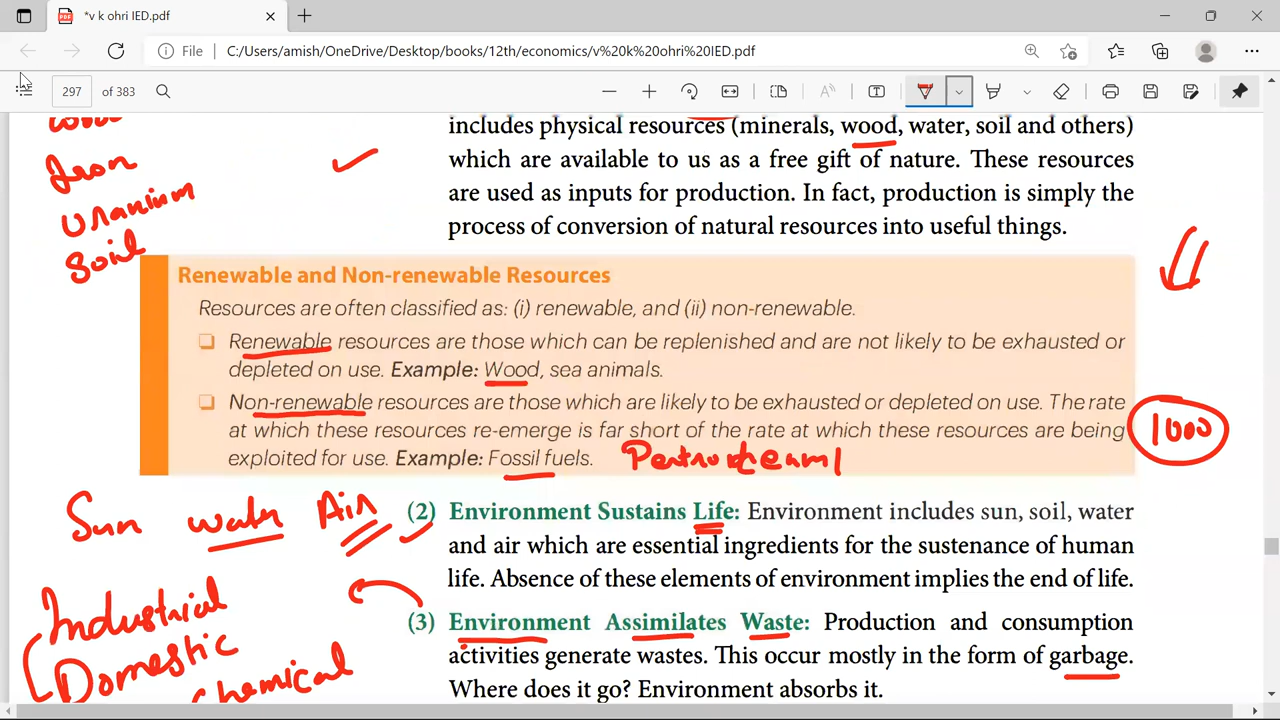 *v k ohri IED.pdf
File C:/Users/amish/OneDrive/Desktop/books/12th/economics/v%20k%20ohri%20IED.pdf
297 of 383
Iron
Uranium
Soil
includes physical resources (minerals, wood, water, soil and others)
which are available to us as a free gift of nature. These resources
are used as inputs for production. In fact, production is simply the
process of conversion of natural resources into useful things.
Renewable and Non-renewable Resources
Resources are often classified as: (i) renewable, and (ii) non-renewable.
Renewable resources are those which can be replenished and are not likely to be exhausted or
depleted on use. Example: Wood, sea animals.
Non-renewable resources are those which are likely to be exhausted or depleted on use. The rate
at which these resources re-emerge is far short of the rate at which these resources are being
exploited for use. Example: Fossil fuels.
1000
Sun water Air
(2) Environment Sustains Life: Environment includes sun, soil, water
and air which are essential ingredients for the sustenance of human
life. Absence of these elements of environment implies the end of life.
Industrial
Domestic
chemical
(3) Environment Assimilates Waste: Production and consumption
activities generate wastes. This occur mostly in the form of garbage.
Where does it go? Environment absorbs it.